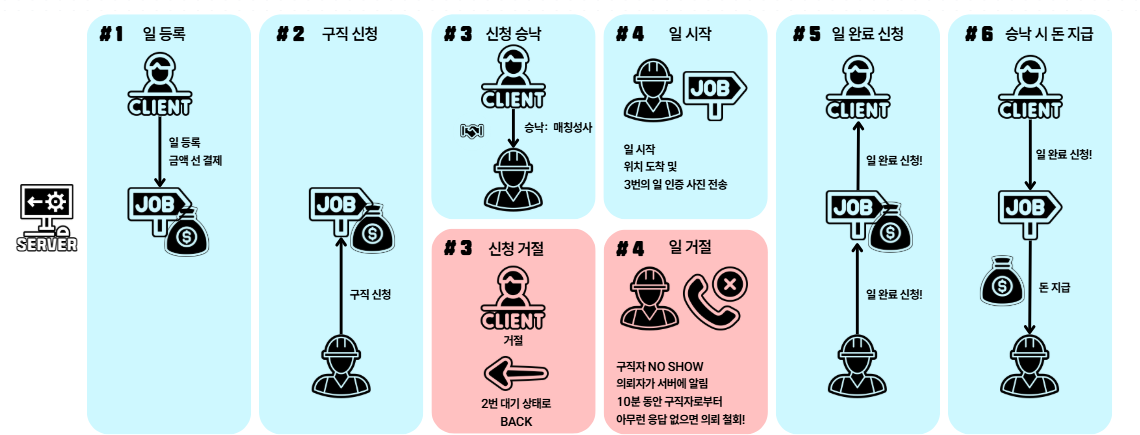 SERVER
#1 일 등록
CLIENT
일 등록
금액 선 결제
JOB
$
#2 구직 신청
JOB
$
구직 신청
#3 신청 승낙
CLIENT
승낙: 매칭성사
#3 신청 거절
CLIENT
거절
2번 대기 상태로
BACK
#4 일 시작
JOB
일 시작
위치 도착 및
3번의 일 인증 사진 전송
#4 일 거절
구직자 NO SHOW
의뢰자가 서버에 알림
10분 동안 구직자로부터
아무런 응답 없으면 의뢰 철회!
#5 일 완료 신청
CLIENT
일 완료 신청!
JOB
$
일 완료 신청!
#6 승낙 시 돈 지급
CLIENT
일 완료 신청!
JOB
$
돈 지급